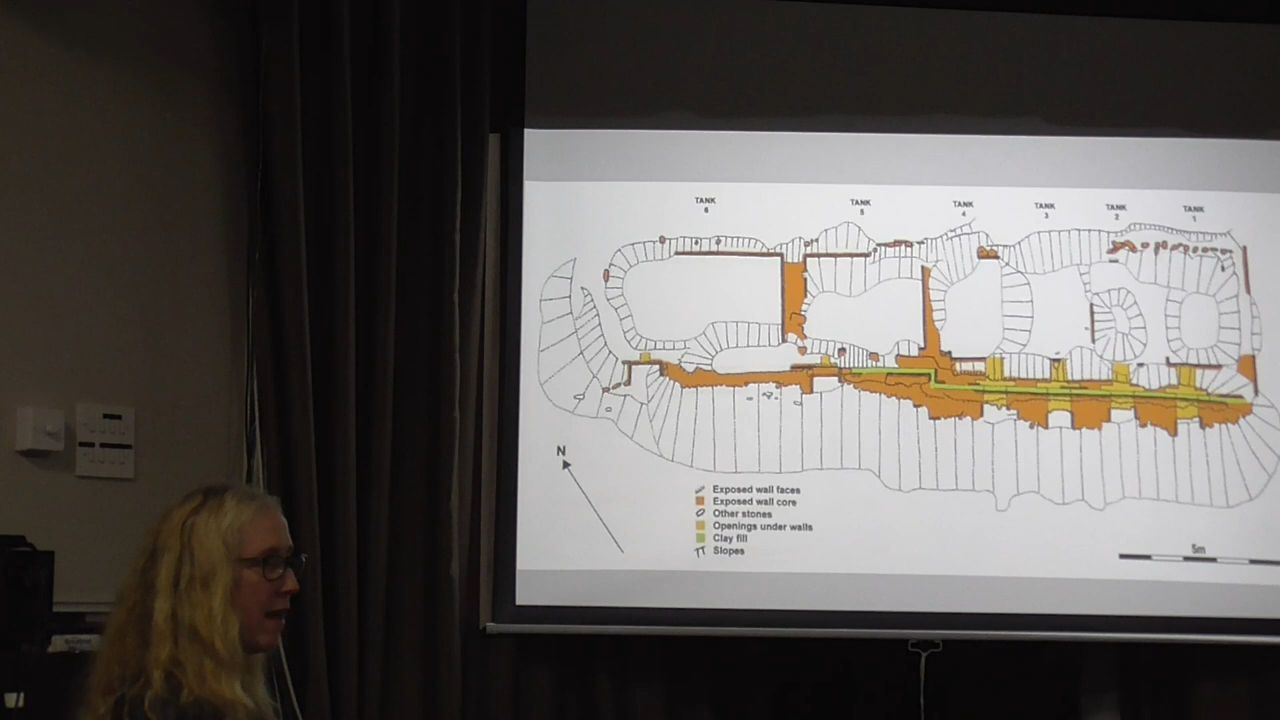 TANK
6
TANK
5
TANK
4
TANK
3
TANK
2
TANK
1
N
Exposed wall faces
Exposed wall core
Other stones
Openings under walls
Clay fill
Slopes
5m